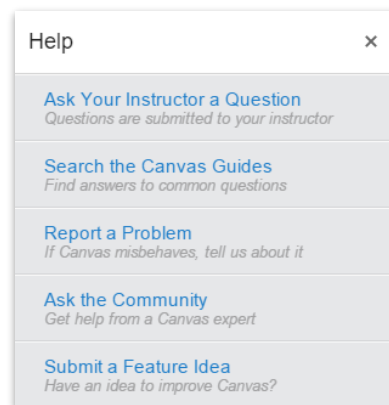 Help ×
Ask Your Instructor a Question
Questions are submitted to your instructor
Search the Canvas Guides
Find answers to common questions
Report a Problem
If Canvas misbehaves, tell us about it
Ask the Community
Get help from a Canvas expert
Submit a Feature Idea
Have an idea to improve Canvas?